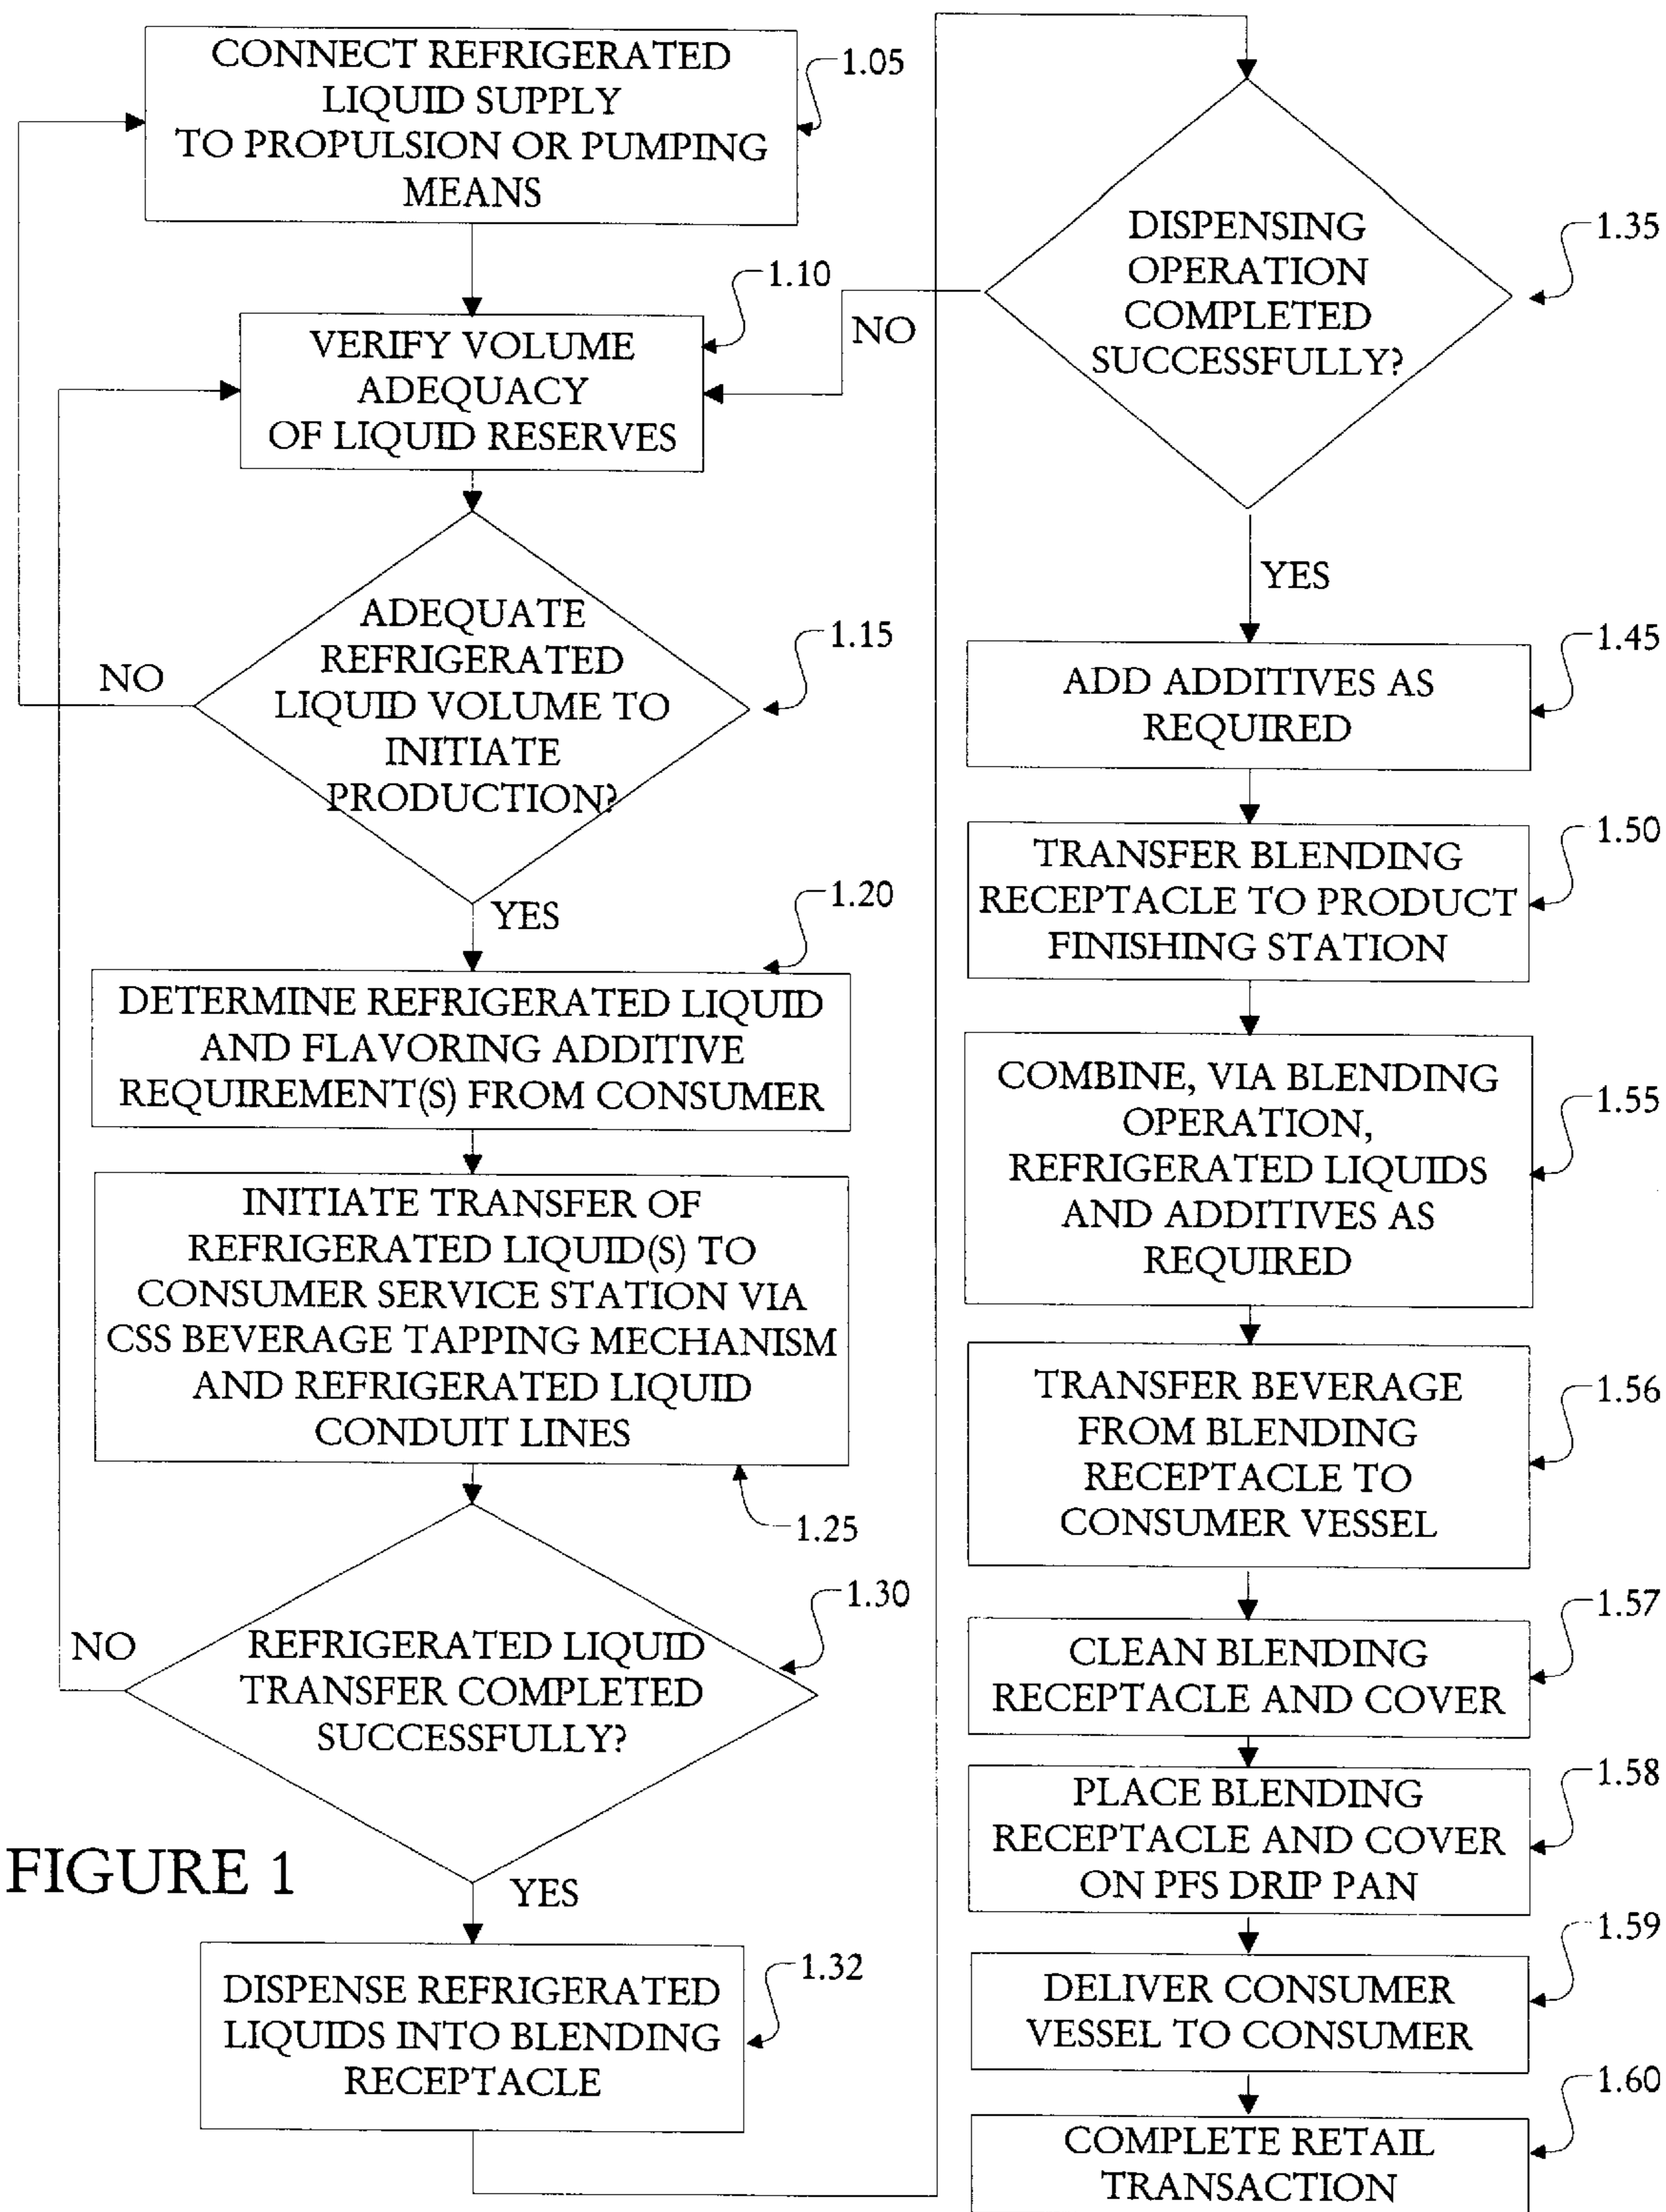 CONNECT REFRIGERATED
LIQUID SUPPLY
TO PROPULSION OR PUMPING
MEANS
1.05
1.10
VERIFY VOLUME
ADEQUACY
OF LIQUID RESERVES
ADEQUATE
REFRIGERATED
LIQUID VOLUME TO
INITIATE
PRODUCTION?
1.15
NO
YES
1.20
DETERMINE REFRIGERATED LIQUID
AND FLAVORING ADDITIVE
REQUIREMENT(S) FROM CONSUMER
INITIATE TRANSFER OF
REFRIGERATED LIQUID(S) TO
CONSUMER SERVICE STATION VIA
CSS BEVERAGE TAPPING MECHANISM
AND REFRIGERATED LIQUID
CONDUIT LINES
1.25
1.30
NO
REFRIGERATED LIQUID
TRANSFER COMPLETED
SUCCESSFULLY?
YES
FIGURE 1
DISPENSE REFRIGERATED
LIQUIDS INTO BLENDING
RECEPTACLE
1.32
DISPENSING
OPERATION
COMPLETED
SUCCESSFULLY?
1.35
NO
YES
ADD ADDITIVES AS
REQUIRED
1.45
TRANSFER BLENDING
RECEPTACLE TO PRODUCT
FINISHING STATION
1.50
COMBINE, VIA BLENDING
OPERATION,
REFRIGERATED LIQUIDS
AND ADDITIVES AS
REQUIRED
1.55
TRANSFER BEVERAGE
FROM BLENDING
RECEPTACLE TO
CONSUMER VESSEL
1.56
CLEAN BLENDING
RECEPTACLE AND COVER
1.57
PLACE BLENDING
RECEPTACLE AND COVER
ON PFS DRIP PAN
1.58
DELIVER CONSUMER
VESSEL TO CONSUMER
1.59
COMPLETE RETAIL
TRANSACTION
1.60